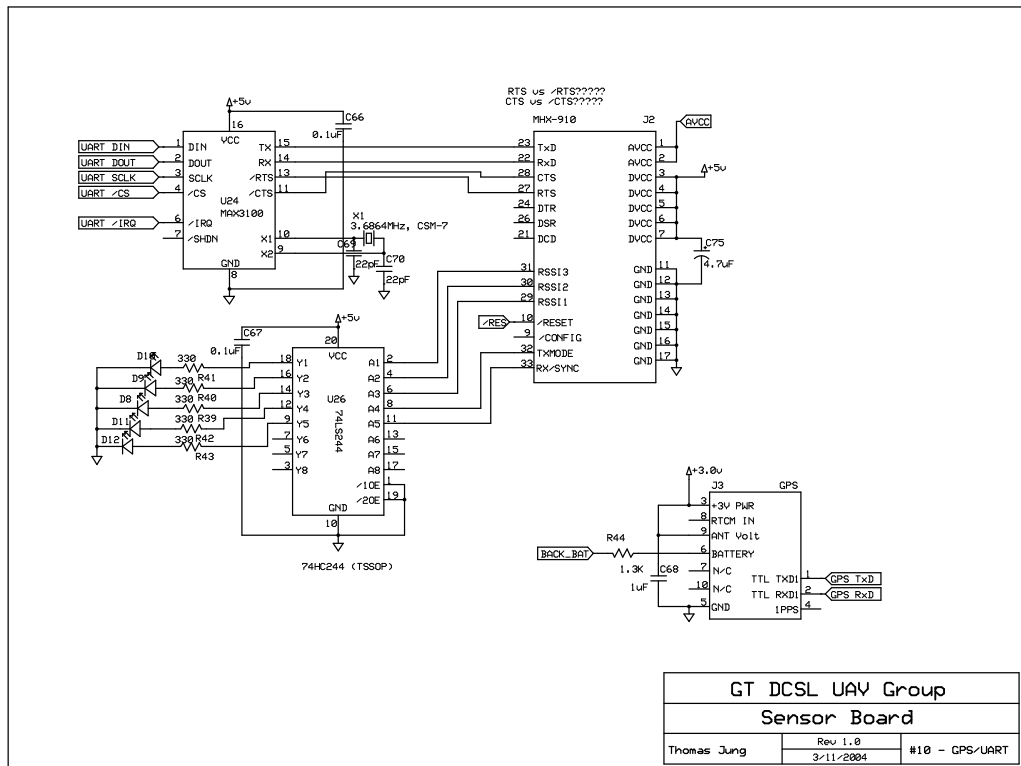 RTS vs /RTS?????
CTS vs /CTS?????
+5v
16
VCC
C66
0.1uF
UART DIN
UART DOUT
UART SCLK
UART /CS
UART /IRQ
1 DIN
2 DOUT
3 SCLK
4 /CS
6 /IRQ
7 /SHDN
U24
MAX3100
TX 15
RX 14
/RTS 13
/CTS 11
X1 10
X2 9
GND
8
X1
3.6864MHz, CSM-7
C69
22pF
C70
22pF
MHX-910
J2
23 TxD
22 RxD
28 CTS
27 RTS
24 DTR
26 DSR
21 DCD
31 RSSI3
30 RSSI2
29 RSSI1
10 /RESET
9 /CONFIG
32 TXMODE
33 RX/SYNC
/RES
AVCC 1
AVCC 2
DVCC 3
DVCC 4
DVCC 5
DVCC 6
DVCC 7
GND 11
GND 12
GND 13
GND 14
GND 15
GND 16
GND 17
AVCC
+5v
C75
4.7uF
+5v
C67
0.1uF
20
VCC
D10
330
R41
D9
330
R40
D8
330
R39
D11
330
R42
D12
330
R43
18 Y1
16 Y2
14 Y3
12 Y4
9 Y5
7 Y6
5 Y7
3 Y8
U26
74LS244
A1 2
A2 4
A3 6
A4 8
A5 11
A6 13
A7 15
A8 17
/1OE 1
/2OE 19
GND
10
74HC244 (TSSOP)
+3.0v
J3
GPS
3 +3V PWR
8 RTCM IN
9 ANT Volt
6 BATTERY
7 N/C
10 N/C
5 GND
TTL TXD1 1
TTL RXD1 2
1PPS 4
GPS TxD
GPS RxD
BACK_BAT
R44
1.3K
C68
1uF
GT DCSL UAV Group
Sensor Board
Thomas Jung
Rev 1.0
3/11/2004
#10 - GPS/UART